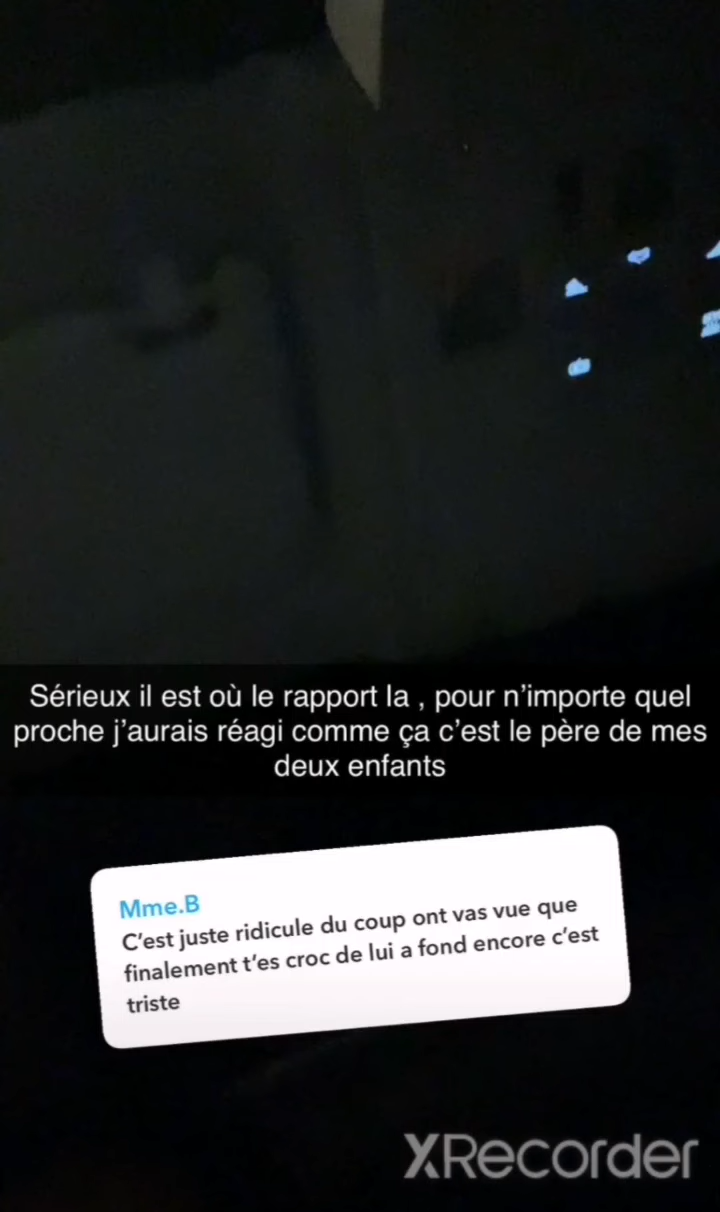 Sérieux il est où le rapport la , pour n'importe quel
proche j'aurais réagi comme ça c'est le père de mes
deux enfants
Mme.B
C'est juste ridicule du coup ont vas vue que
finalement t'es croc de lui a fond encore c'est
triste
XRecorder